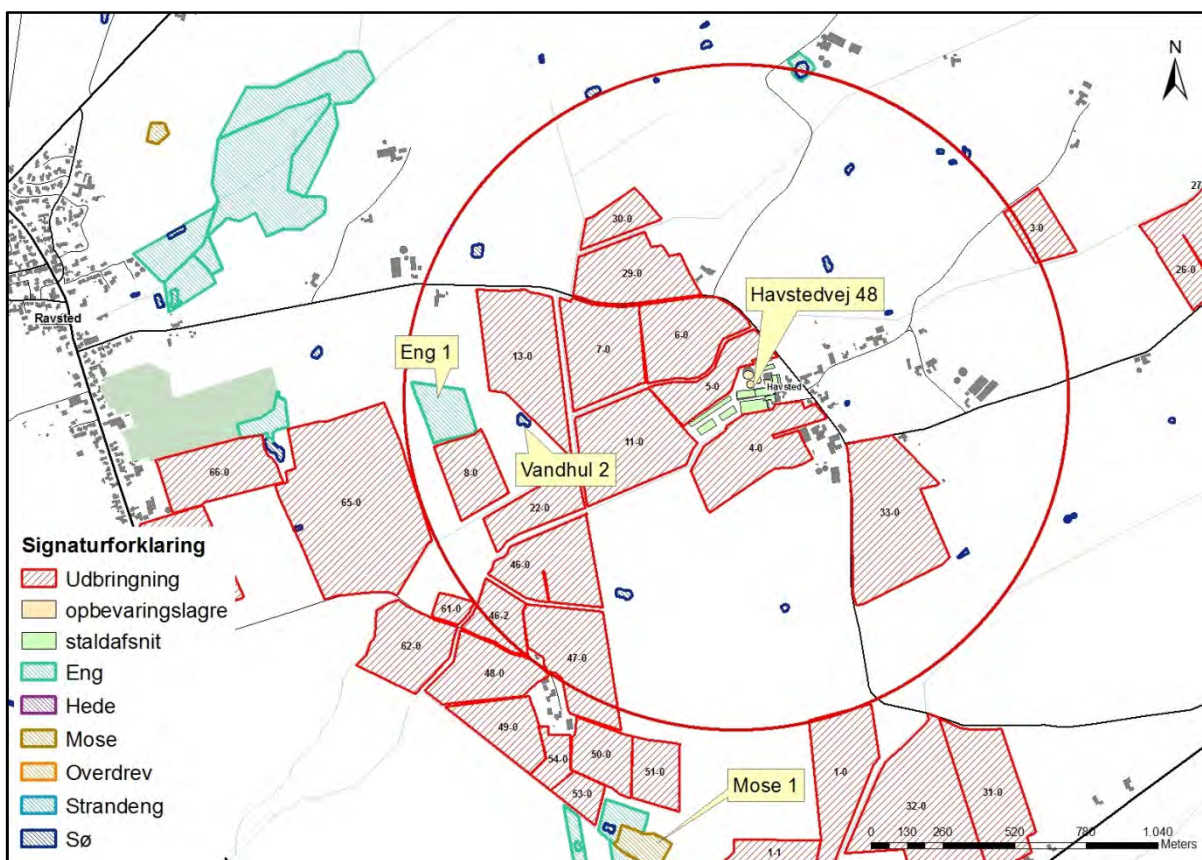 N
27
30-0
3-0
29-0
26-0
Havstedvej 48
Ravsted
Eng 1
13-0
7-0
6-0
5-0
Havsted
11-0
4-0
Vandhul 2
8-0
66-0
65-0
22-0
33-0
46-0
61-0
46-2
62-0
47-0
48-0
49-0
54-0
50-0
51-0
53-0
Mose 1
1-0
32-0
31-0
1-1
Signaturforklaring
Udbringning
opbevaringslagre
staldafsnit
Eng
Hede
Mose
Overdrev
Strandeng
Sø
0 130 260 520 780 1.040
Meters